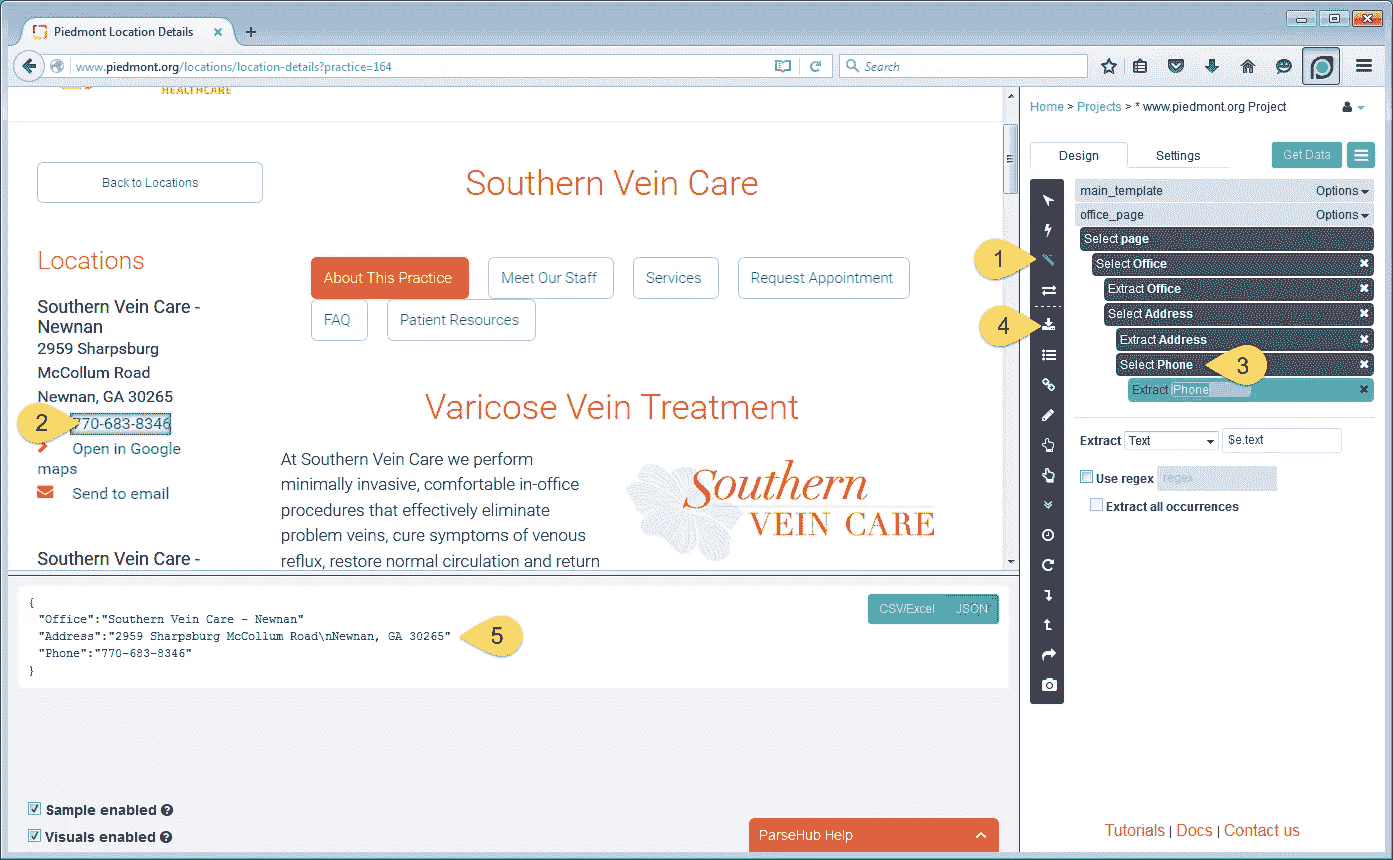 Piedmont Location Details
www.piedmont.org/locations/location-details?practice=164
Search
HEALTHCARE
Back to Locations
Southern Vein Care
Locations
Southern Vein Care -
Newnan
2959 Sharpsburg
McCollum Road
Newnan, GA 30265
2
770-683-8346
Open in Google
maps
Send to email
Southern Vein Care -
About This Practice
Meet Our Staff
Services
Request Appointment
FAQ
Patient Resources
Varicose Vein Treatment
At Southern Vein Care we perform
minimally invasive, comfortable in-office
procedures that effectively eliminate
problem veins, cure symptoms of venous
reflux, restore normal circulation and return
Southern
VEIN CARE
{
"Office":"Southern Vein Care - Newnan"
"Address":"2959 Sharpsburg McCollum Road\nNewnan, GA 30265"
"Phone":"770-683-8346"
}
5
CSV/Excel JSON
Sample enabled
Visuals enabled
ParseHub Help
Home > Projects > * www.piedmont.org Project
Design
Settings
Get Data
1
4
main_template Options
office_page Options
Select page
Select Office
Extract Office
Select Address
Extract Address
Select Phone
3
Extract Phone
Extract Text $e.text
Use regex regex
Extract all occurrences
Tutorials | Docs | Contact us